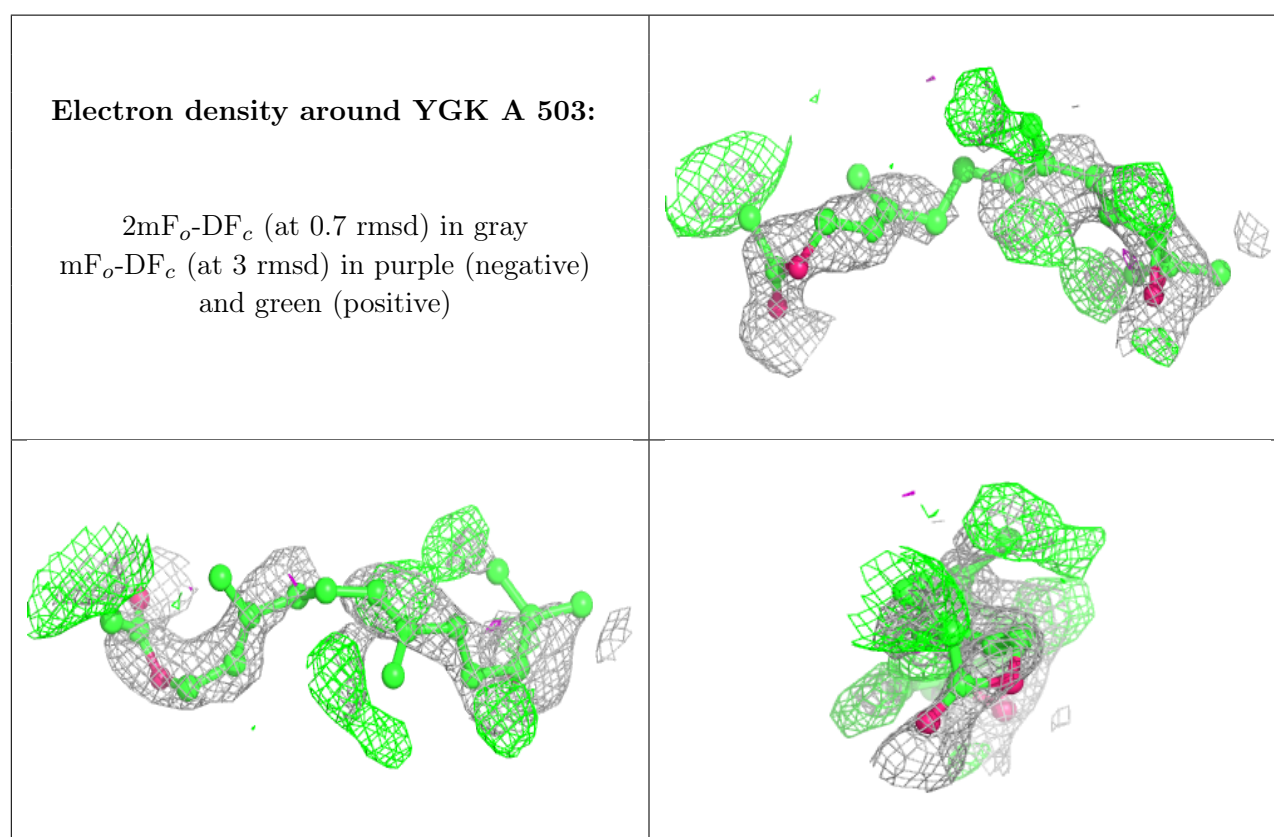 Electron density around YGK A 503:
2mFₒ-DF𝒸 (at 0.7 rmsd) in gray
mFₒ-DF𝒸 (at 3 rmsd) in purple (negative)
and green (positive)